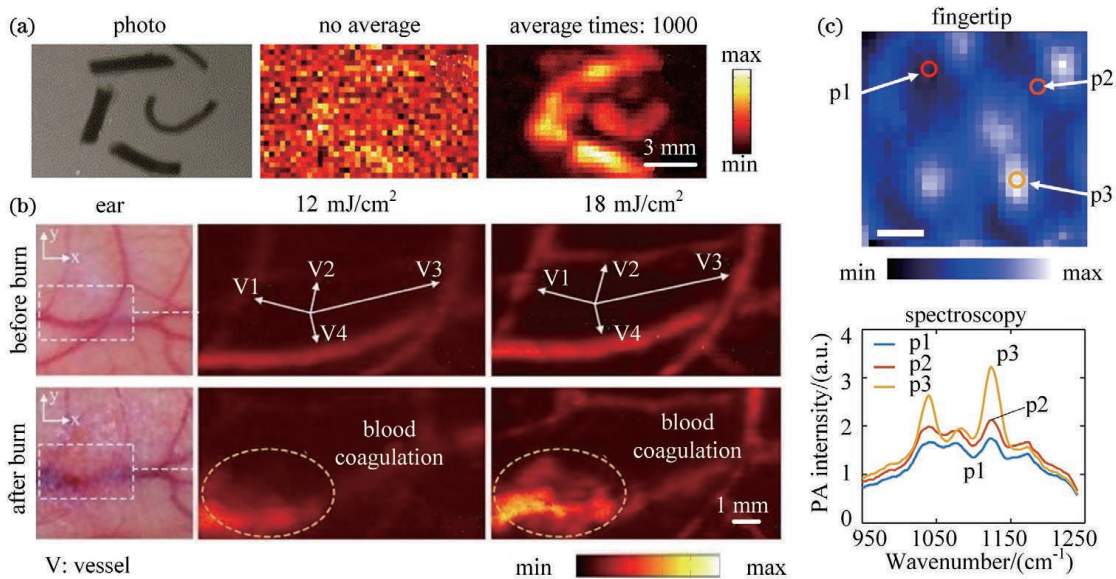 (a)
photo
no average
average times: 1000
max
min
3 mm
(b)
ear
12 mJ/cm²
18 mJ/cm²
before burn
y
x
V1
V2
V3
V4
V1
V2
V3
V4
after burn
y
x
blood
coagulation
blood
coagulation
1 mm
V: vessel
min
max
(c)
fingertip
p1
p2
p3
min
max
spectroscopy
PA intensity/(a.u.)
4
3
2
1
0
p1
p2
p3
p3
p2
p1
950
1050
1150
1250
Wavenumber/(cm⁻¹)